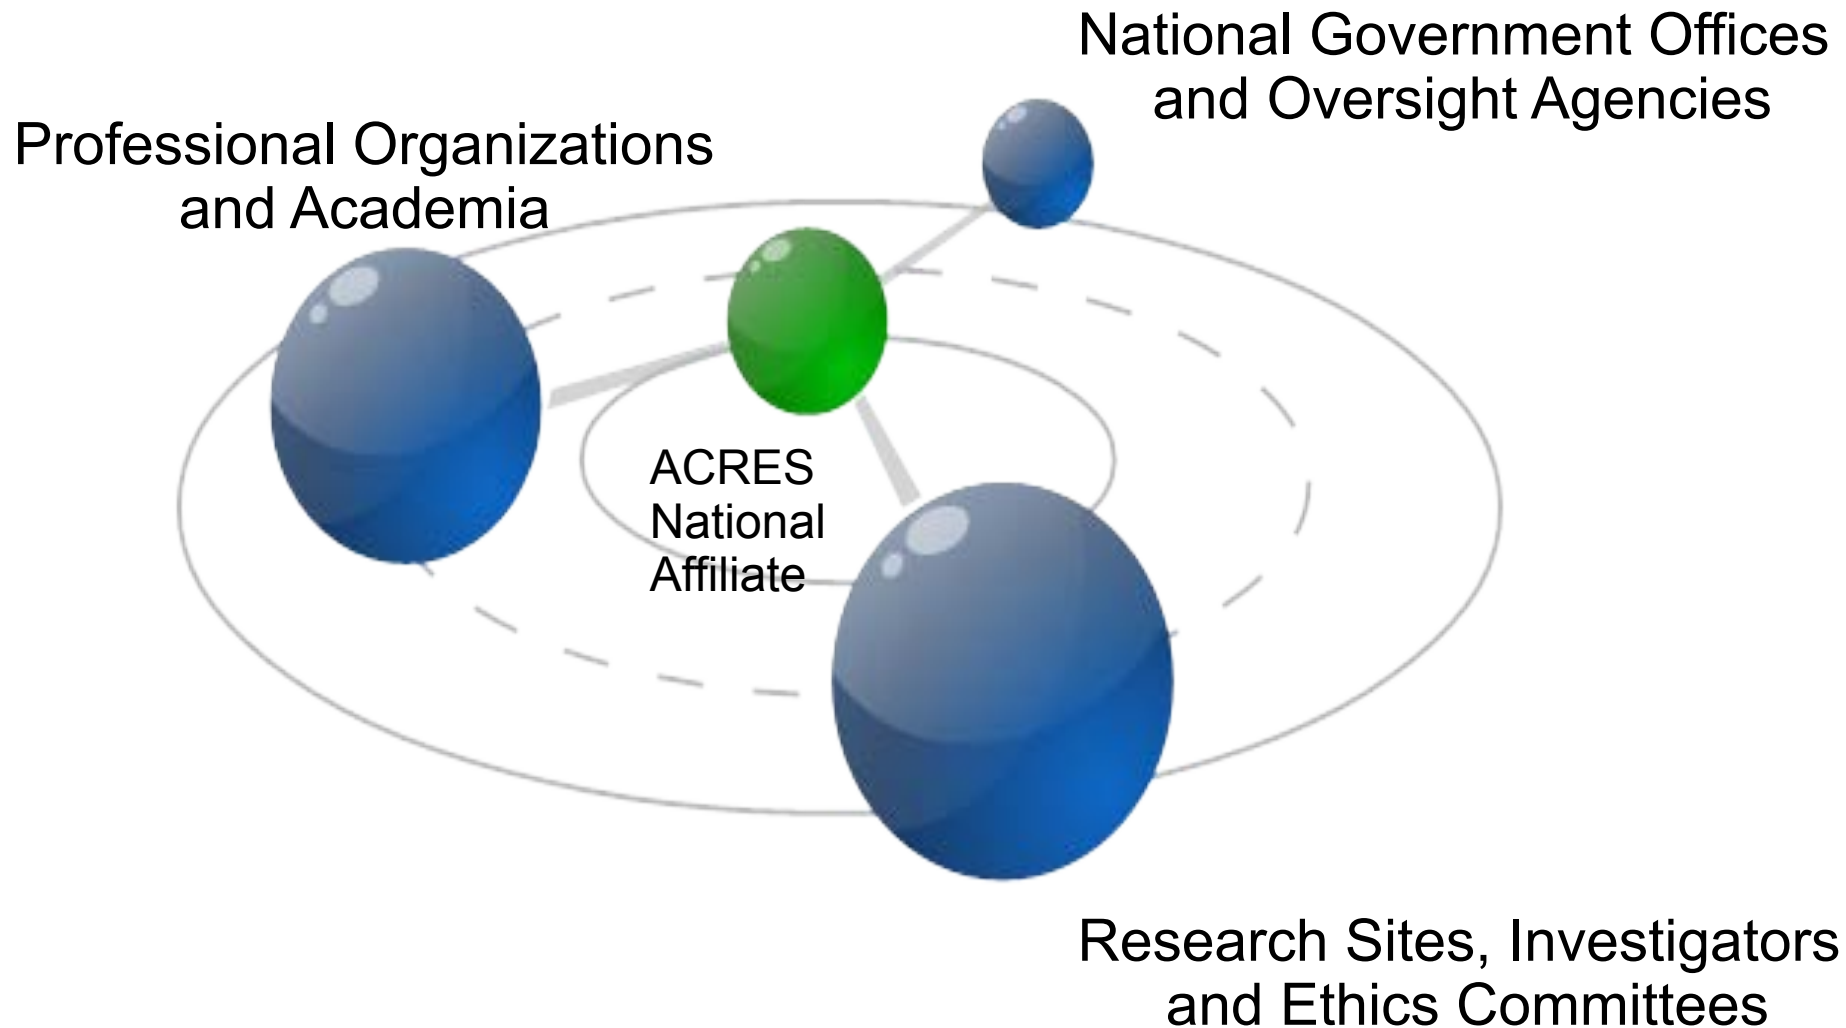 National Government Offices
and Oversight Agencies
Professional Organizations
and Academia
ACRES
National
Affiliate
Research Sites, Investigators
and Ethics Committees